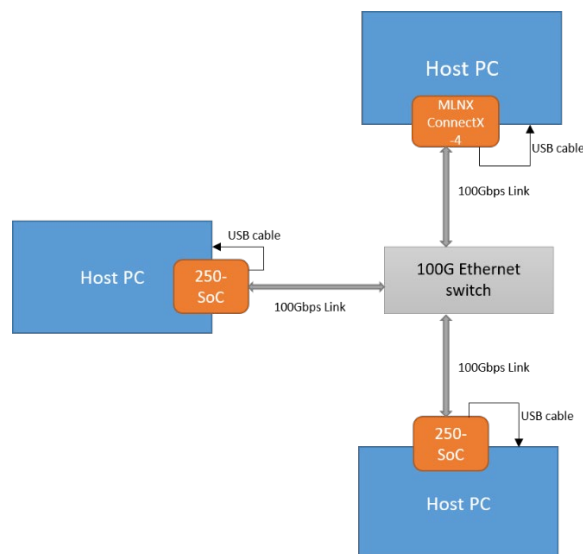 Host PC
MLNX
ConnectX
-4
USB cable
100Gbps Link
USB cable
Host PC
250-
SoC
100Gbps Link
100G Ethernet
switch
100Gbps Link
250-
SoC
USB cable
Host PC